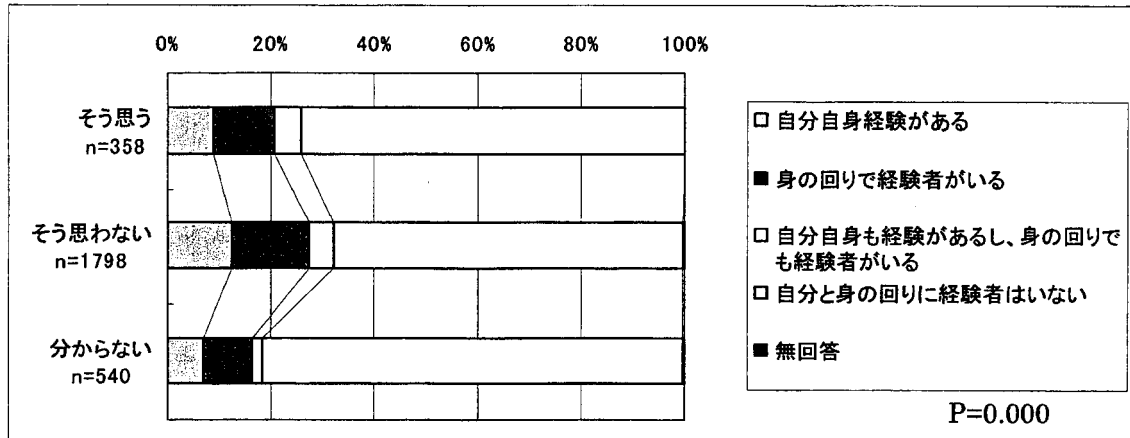 0% 20% 40% 60% 80% 100%
そう思う
n=358
そう思わない
n=1798
分からない
n=540
自分自身経験がある
身の回りで経験者がいる
自分自身も経験があるし、身の回りで
も経験者がいる
自分と身の回りに経験者はいない
無回答
P=0.000